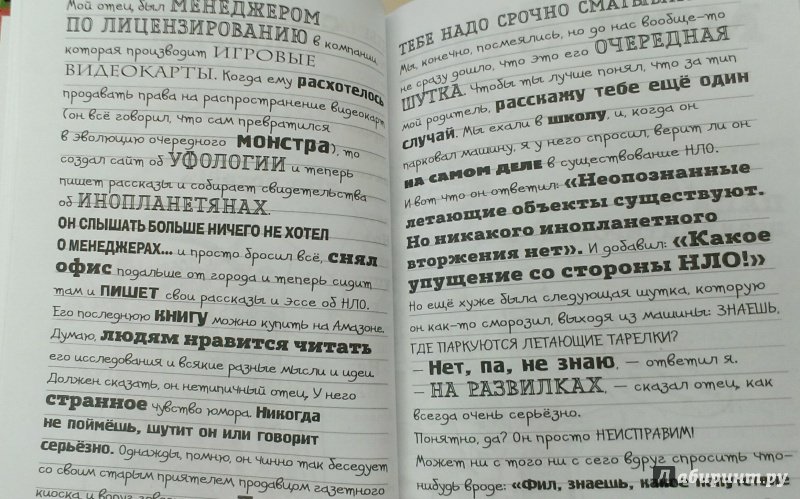 Мой отец был МЕНЕДЖЕРОМ
ПО ЛИЦЕНЗИРОВАНИЮ в компании,
которая производит ИГРОВЫЕ
ВИДЕОКАРТЫ. Когда ему расхотелось
продавать права на распространение видеокарт
(он всё говорил, что сам превратился
в эволюцию очередного монстра), то
создал сайт об УФОЛОГИИ и теперь
пишет рассказы и собирает свидетельства
об ИНОПЛАНЕТЯНАХ.
ОН СЛЫШАТЬ БОЛЬШЕ НИЧЕГО НЕ ХОТЕЛ
О МЕНЕДЖЕРАХ... и просто бросил всё, снял
офис подальше от города и теперь сидит
там и ПИШЕТ свои рассказы и эссе об НЛО.
Его последнюю КНИГУ можно купить на Амазоне.
Думаю, людям нравится читать
его исследования и всякие разные мысли и идеи.
Должен сказать, он нетипичный отец. У него
странное чувство юмора. Никогда
не поймёшь, шутит он или говорит
серьёзно. Однажды, помню, он чинно так беседует
со своим старым приятелем продавцом газетного
киоска и вдруг
ТЕБЕ НАДО СРОЧНО
Мы, конечно, посмеялись, но до нас вообще-то
не сразу дошло, что это его ОЧЕРЕДНАЯ
ШУТКА. Чтобы ты лучше понял, что за тип
мой родитель, расскажу тебе ещё один
случай. Мы ехали в школу, и, когда он
парковал машину, я у него спросил, верит ли он
на самом деле в существование НЛО.
И вот что он ответил: «Неопознанные
летающие объекты существуют.
Но никакого инопланетного
вторжения нет». И добавил: «Какое
упущение со стороны НЛО!»
Но ещё хуже была следующая шутка, которую
он как-то сморозил, выходя из машины: ЗНАЕШЬ,
ГДЕ ПАРКУЮТСЯ ЛЕТАЮЩИЕ ТАРЕЛКИ?
– Нет, па, не знаю, – ответил я.
– НА РАЗВИЛКАХ, – сказал отец, как
всегда очень серьёзно.
Понятно, да? Он просто НЕИСПРАВИМ!
Может ни с того ни с сего вдруг спросить что-
нибудь вроде: «Фил, знаешь, какое
Лабиринт.ру